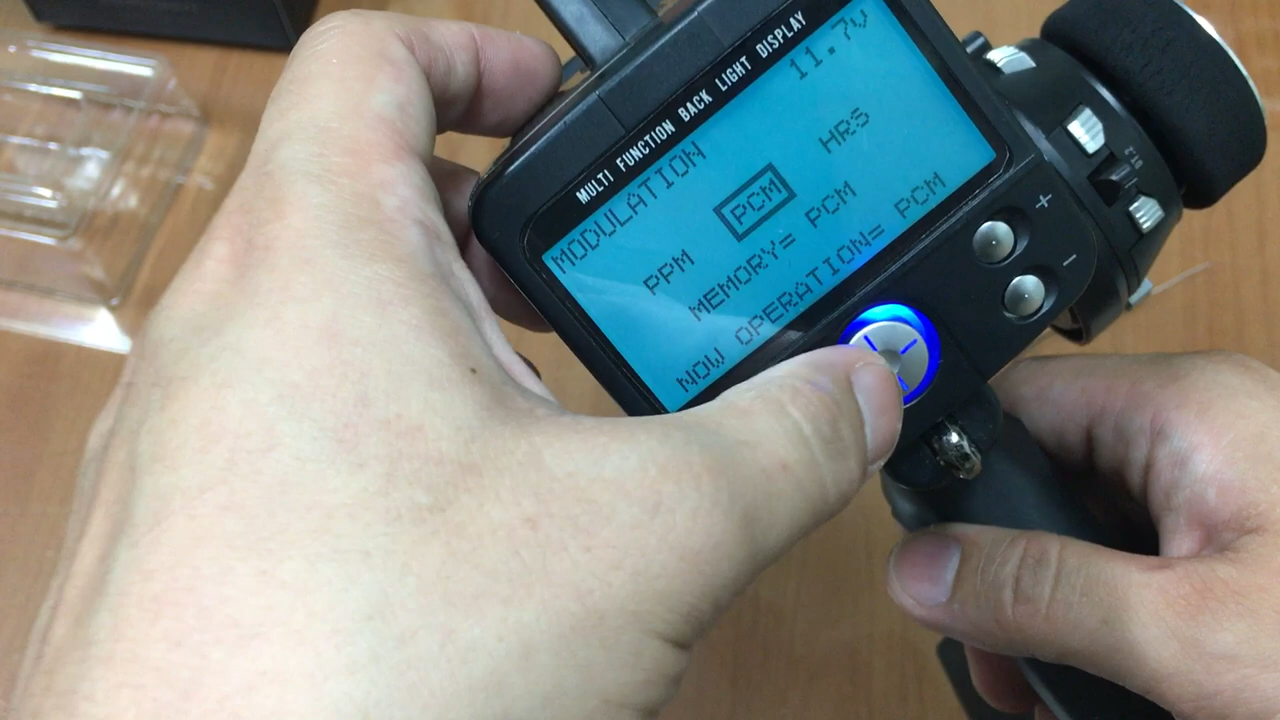 MULTI FUNCTION BACK LIGHT DISPLAY
MODULATION 11.7V
PPM PCM HRS
MEMORY= PCM
NOW OPERATION= PCM
+
-